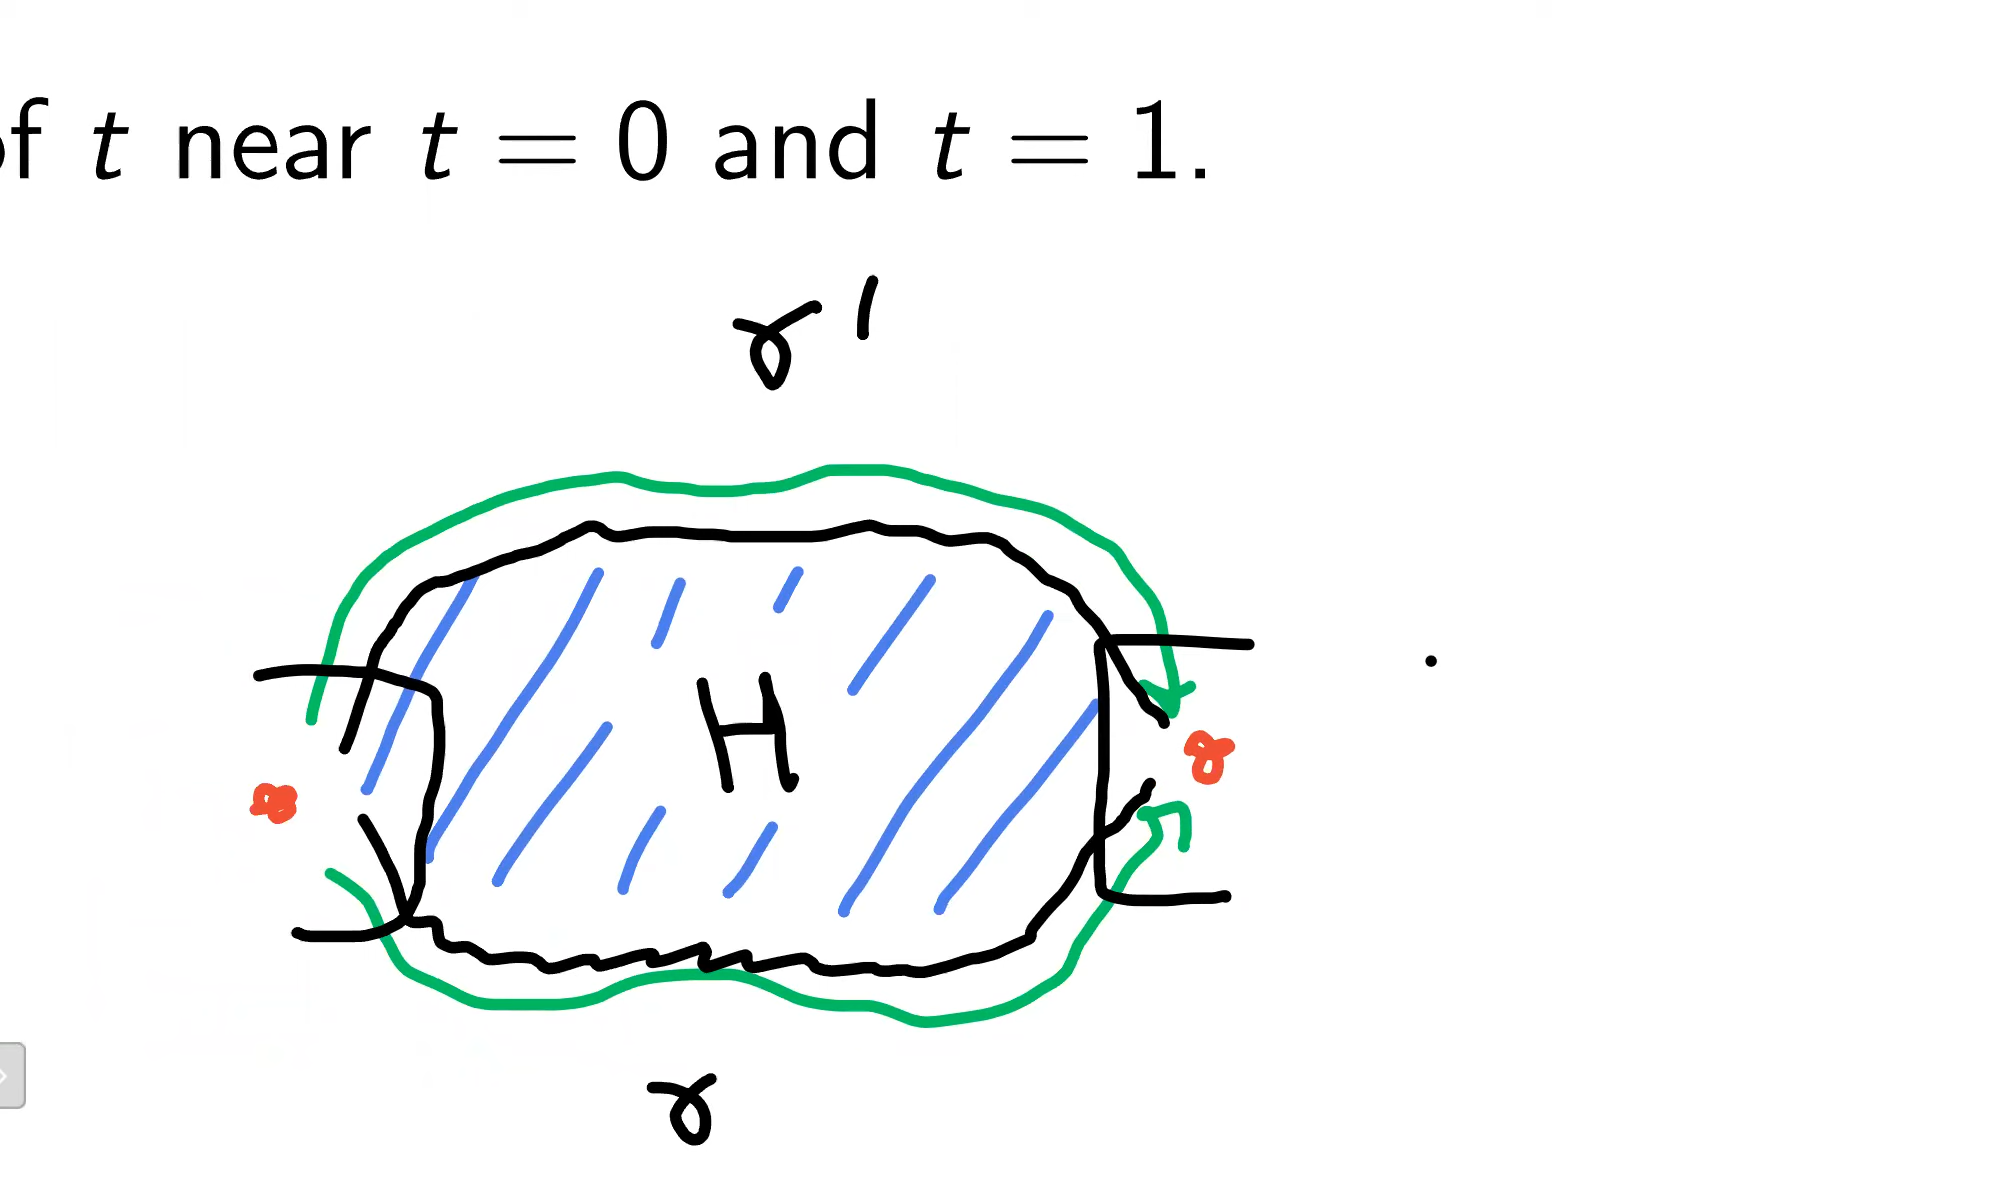 of t near t = 0 and t = 1.
γ′
H
γ